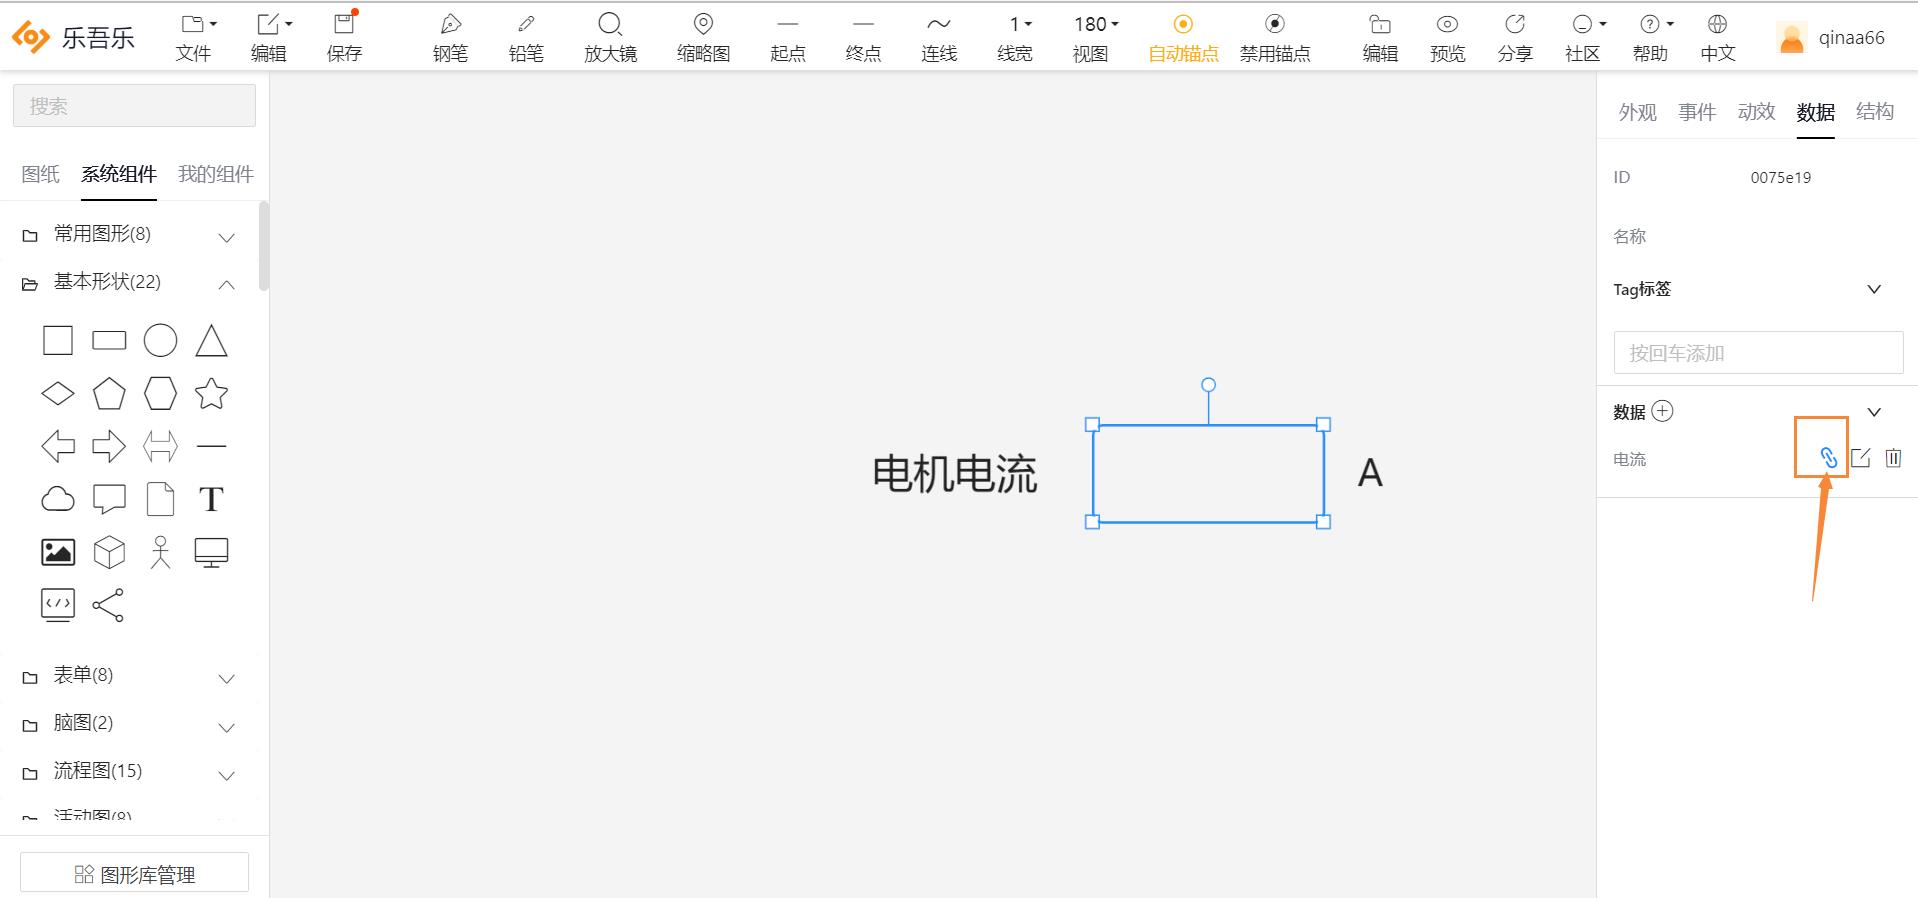 乐吾乐
文件
编辑
保存
钢笔
铅笔
放大镜
缩略图
起点
终点
连线
1
线宽
180
视图
自动锚点
禁用锚点
编辑
预览
分享
社区
帮助
中文
qinaa66
搜索
图纸 系统组件 我的组件
常用图形(8)
基本形状(22)
T
表单(8)
脑图(2)
流程图(15)
活动图(8)
图形库管理
电机电流
A
外观 事件 动效 数据 结构
ID 0075e19
名称
Tag标签
按回车添加
数据
电流